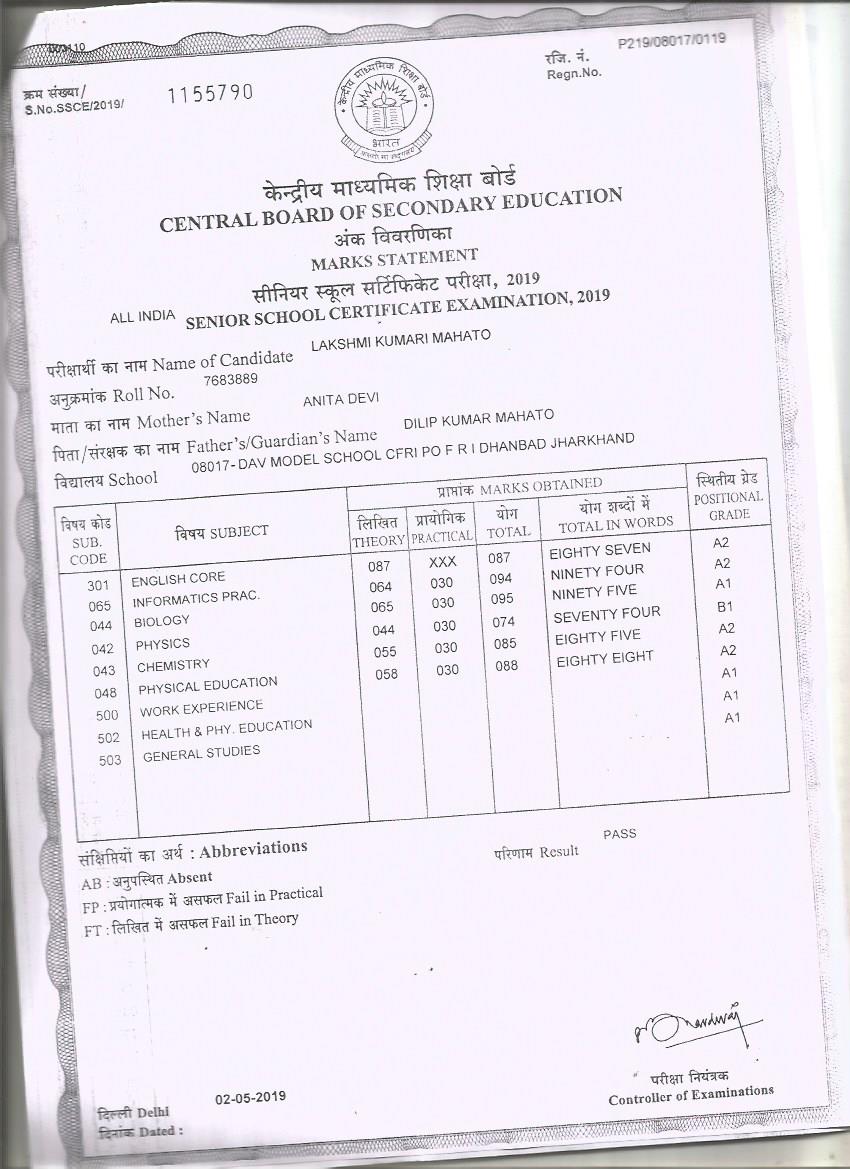 क्रम संख्या/
S.No.SSCE/2019/ 1155790
रजि. नं. P219/08017/0119
Regn.No.
केन्द्रीय माध्यमिक शिक्षा बोर्ड
भारत
केन्द्रीय माध्यमिक शिक्षा बोर्ड
CENTRAL BOARD OF SECONDARY EDUCATION
अंक विवरणिका
MARKS STATEMENT
सीनियर स्कूल सर्टिफिकेट परीक्षा, 2019
ALL INDIA SENIOR SCHOOL CERTIFICATE EXAMINATION, 2019
परीक्षार्थी का नाम Name of Candidate LAKSHMI KUMARI MAHATO
अनुक्रमांक Roll No. 7683889
माता का नाम Mother's Name ANITA DEVI
पिता/संरक्षक का नाम Father's/Guardian's Name DILIP KUMAR MAHATO
विद्यालय School 08017- DAV MODEL SCHOOL CFRI PO F R I DHANBAD JHARKHAND
विषय कोड SUB. CODE विषय SUBJECT प्राप्तांक MARKS OBTAINED स्थितीय ग्रेड POSITIONAL GRADE
लिखित THEORY प्रायोगिक PRACTICAL योग TOTAL योग शब्दों में TOTAL IN WORDS
301 ENGLISH CORE 087 XXX 087 EIGHTY SEVEN A2
065 INFORMATICS PRAC. 064 030 094 NINETY FOUR A2
044 BIOLOGY 065 030 095 NINETY FIVE A1
042 PHYSICS 044 030 074 SEVENTY FOUR B1
043 CHEMISTRY 055 030 085 EIGHTY FIVE A2
048 PHYSICAL EDUCATION 058 030 088 EIGHTY EIGHT A2
500 WORK EXPERIENCE A1
502 HEALTH & PHY. EDUCATION A1
503 GENERAL STUDIES A1
संक्षिप्तियों का अर्थ : Abbreviations
परिणाम Result PASS
AB : अनुपस्थित Absent
FP : प्रयोगात्मक में असफल Fail in Practical
FT : लिखित में असफल Fail in Theory
परीक्षा नियंत्रक
Controller of Examinations
दिल्ली Delhi
दिनांक Dated : 02-05-2019